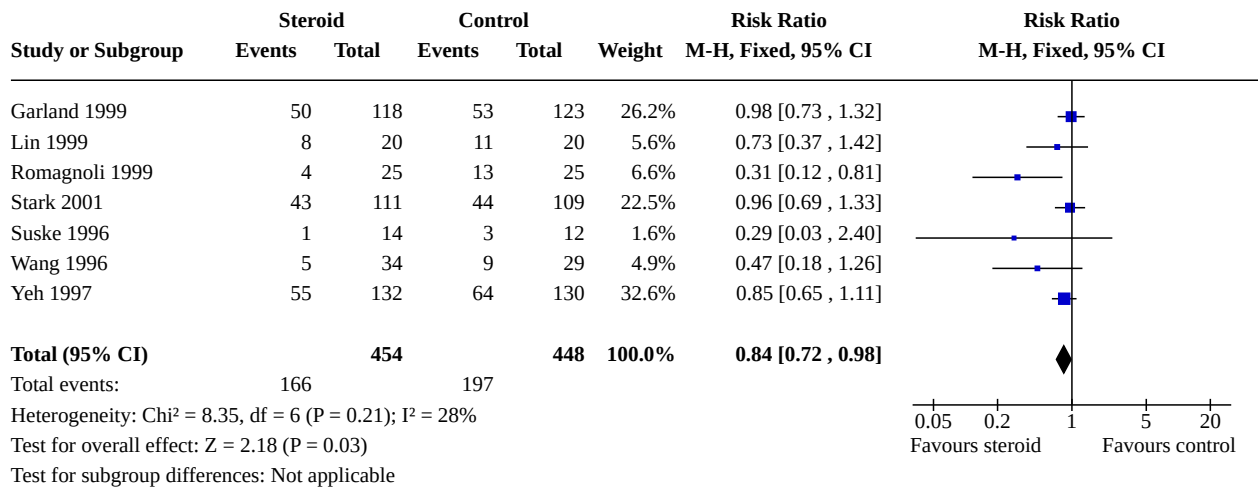 Steroid Control Risk Ratio Risk Ratio
Study or Subgroup Events Total Events Total Weight M-H, Fixed, 95% CI M-H, Fixed, 95% CI
Garland 1999 50 118 53 123 26.2% 0.98 [0.73 , 1.32]
Lin 1999 8 20 11 20 5.6% 0.73 [0.37 , 1.42]
Romagnoli 1999 4 25 13 25 6.6% 0.31 [0.12 , 0.81]
Stark 2001 43 111 44 109 22.5% 0.96 [0.69 , 1.33]
Suske 1996 1 14 3 12 1.6% 0.29 [0.03 , 2.40]
Wang 1996 5 34 9 29 4.9% 0.47 [0.18 , 1.26]
Yeh 1997 55 132 64 130 32.6% 0.85 [0.65 , 1.11]
Total (95% CI) 454 448 100.0% 0.84 [0.72 , 0.98]
Total events: 166 197
Heterogeneity: Chi² = 8.35, df = 6 (P = 0.21); I² = 28%
Test for overall effect: Z = 2.18 (P = 0.03)
Test for subgroup differences: Not applicable
0.05 0.2 1 5 20
Favours steroid Favours control